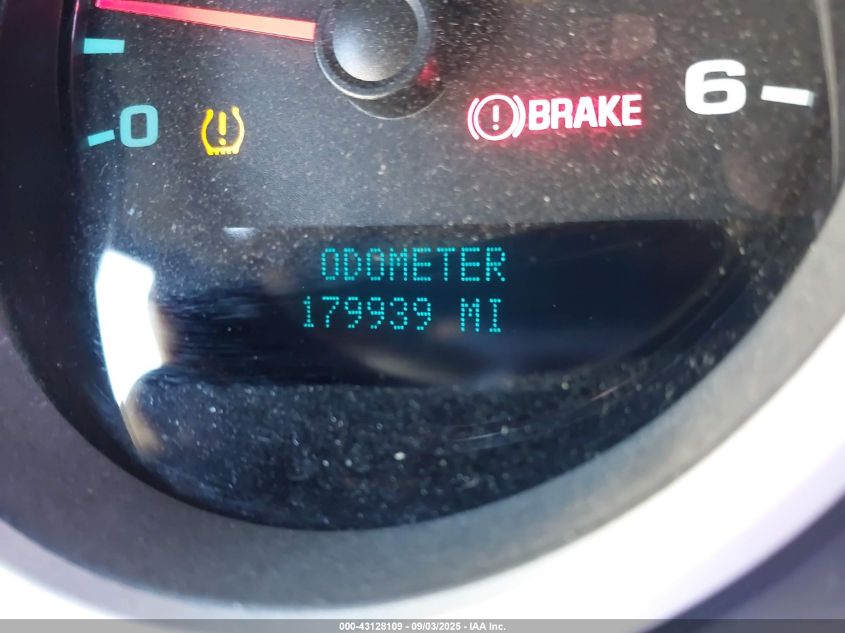 0
(!) BRAKE
6
ODOMETER
179939 MI
000-43128109 - 09/03/2025 - IAA Inc.